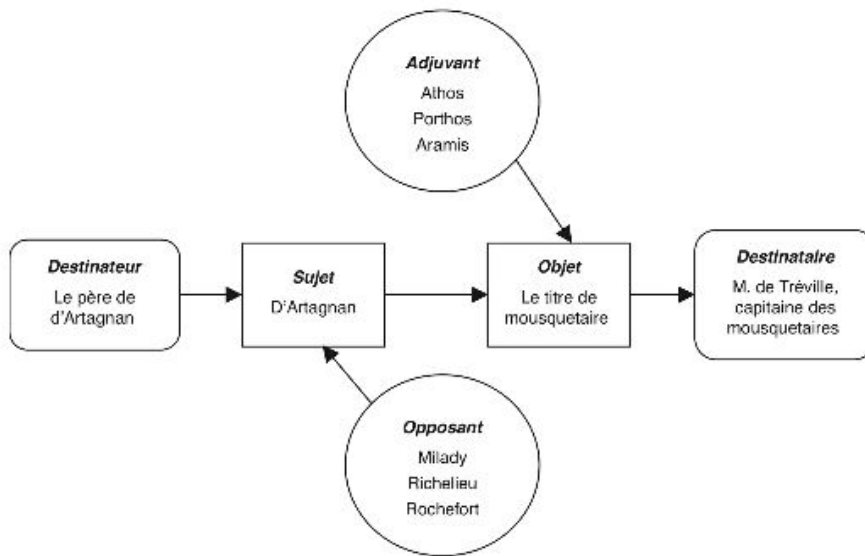 Adjuvant
Athos
Porthos
Aramis
Destinateur
Le père de
d'Artagnan
Sujet
D'Artagnan
Objet
Le titre de
mousquetaire
Destinataire
M. de Tréville,
capitaine des
mousquetaires
Opposant
Milady
Richelieu
Rochefort